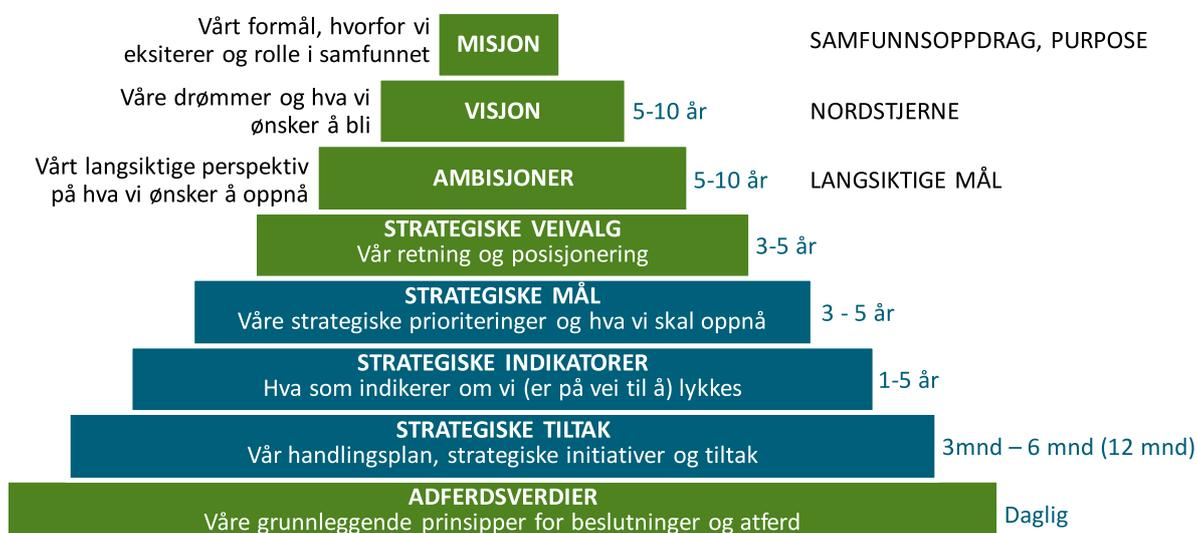 Vårt formål, hvorfor vi
eksiterer og rolle i samfunnet
MISJON
SAMFUNNSOPPDRAG, PURPOSE
Våre drømmer og hva vi
ønsker å bli
VISJON
5-10 år
NORDSTJERNE
Vårt langsiktige perspektiv
på hva vi ønsker å oppnå
AMBISJONER
5-10 år
LANGSIKTIGE MÅL
STRATEGISKE VEIVALG
Vår retning og posisjonering
3-5 år
STRATEGISKE MÅL
Våre strategiske prioriteringer og hva vi skal oppnå
3 - 5 år
STRATEGISKE INDIKATORER
Hva som indikerer om vi (er på vei til å) lykkes
1-5 år
STRATEGISKE TILTAK
Vår handlingsplan, strategiske initiativer og tiltak
3mnd – 6 mnd (12 mnd)
ADFERDSVERDIER
Våre grunnleggende prinsipper for beslutninger og atferd
Daglig